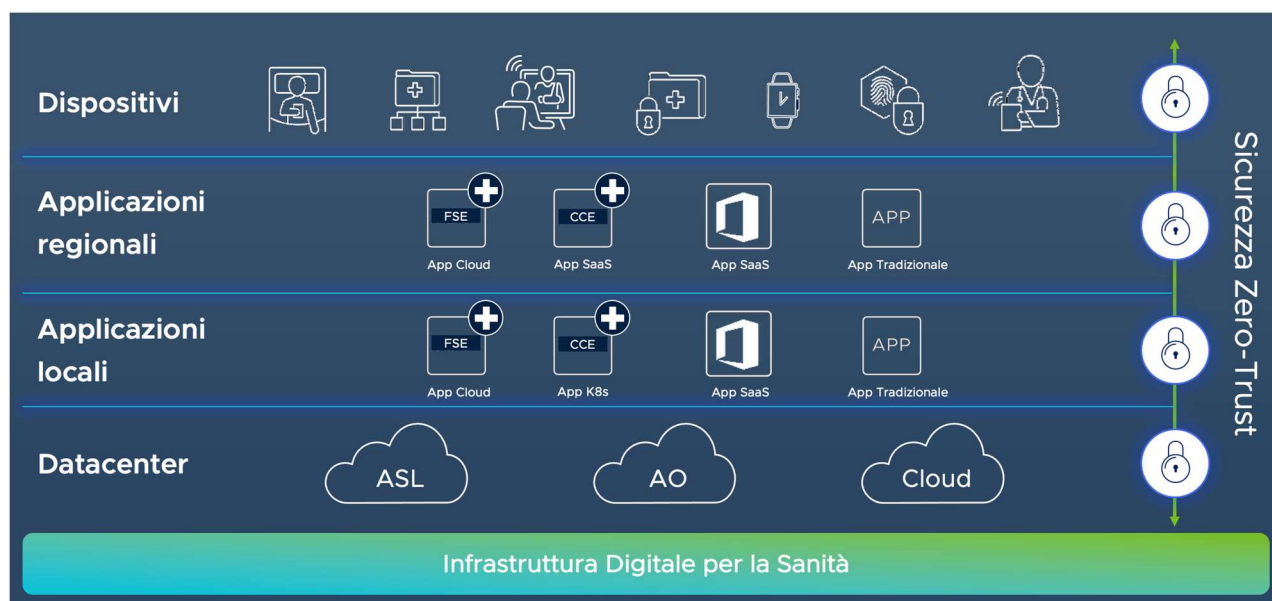 Dispositivi
Applicazioni
regionali
FSE
CCE
APP
App Cloud
App SaaS
App SaaS
App Tradizionale
Applicazioni
locali
FSE
CCE
APP
App Cloud
App K8s
App SaaS
App Tradizionale
Datacenter
ASL
AO
Cloud
Sicurezza Zero-Trust
Infrastruttura Digitale per la Sanità